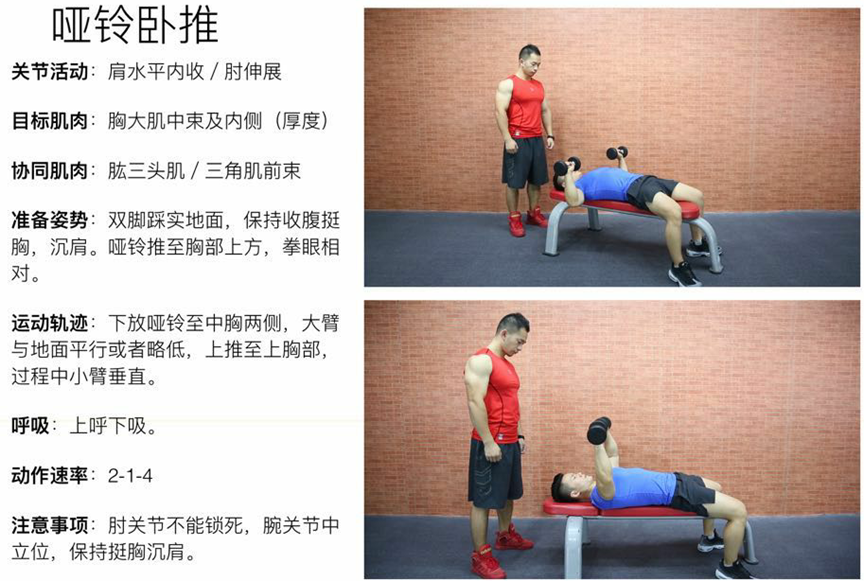 哑铃卧推
关节活动：肩水平内收 / 肘伸展
目标肌肉：胸大肌中束及内侧（厚度）
协同肌肉：肱三头肌 / 三角肌前束
准备姿势：双脚踩实地面，保持收腹挺
胸，沉肩。哑铃推至胸部上方，拳眼相
对。
运动轨迹：下放哑铃至中胸两侧，大臂
与地面平行或者略低，上推至上胸部，
过程中小臂垂直。
呼吸：上呼下吸。
动作速率：2-1-4
注意事项：肘关节不能锁死，腕关节中
立位，保持挺胸沉肩。